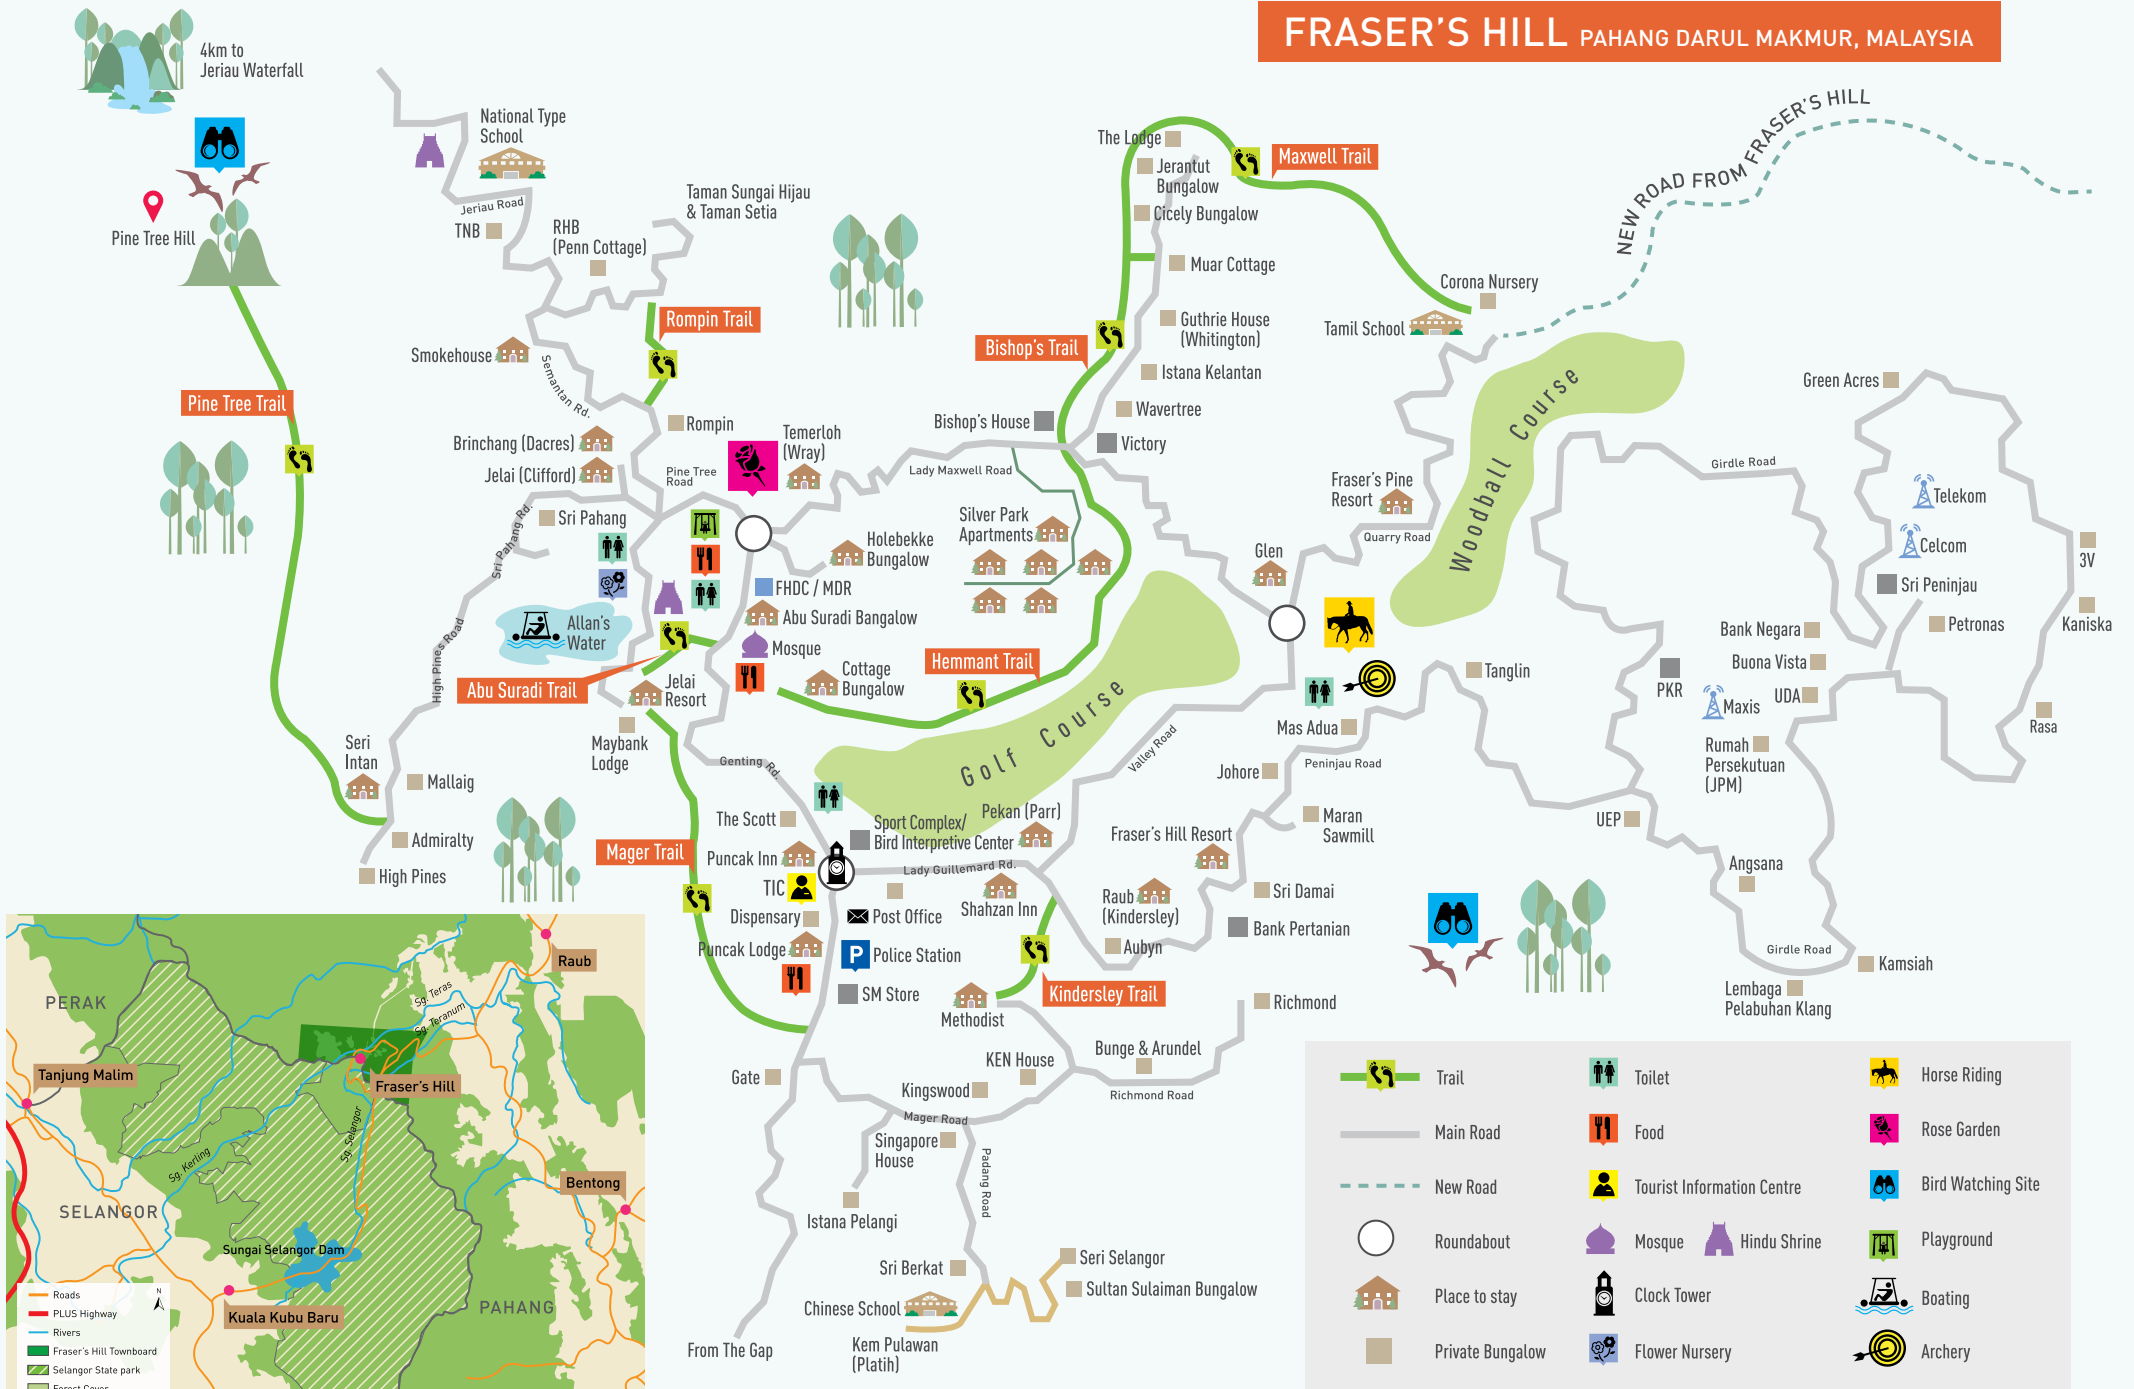 FRASER'S HILL PAHANG DARUL MAKMUR, MALAYSIA
4km to
Jeriau Waterfall
Pine Tree Hill
National Type
School
Jeriau Road
TNB
RHB
(Penn Cottage)
Taman Sungai Hijau
& Taman Setia
The Lodge
Jerantut
Bungalow
Cicely Bungalow
Muar Cottage
Maxwell Trail
NEW ROAD FROM FRASER'S HILL
Corona Nursery
Tamil School
Guthrie House
(Whitington)
Bishop's Trail
Istana Kelantan
Wavertree
Bishop's House
Victory
Rompin Trail
Smokehouse
Semantan Rd.
Pine Tree Trail
Rompin
Brinchang (Dacres)
Jelai (Clifford)
Temerloh
(Wray)
Pine Tree
Road
Lady Maxwell Road
Sri Pahang
Sri Pahang Rd.
High Pines Road
Holebekke
Bungalow
Silver Park
Apartments
FHDC / MDR
Abu Suradi Bangalow
Mosque
Allan's
Water
Abu Suradi Trail
Jelai
Resort
Cottage
Bungalow
Hemmant Trail
Maybank
Lodge
Genting Rd.
Golf Course
Woodball Course
Fraser's Pine
Resort
Quarry Road
Glen
Girdle Road
Green Acres
Telekom
Celcom
Sri Peninjau
3V
Kaniska
Petronas
Bank Negara
Buona Vista
UDA
PKR
Maxis
Rumah
Persekutuan
(JPM)
Rasa
Tanglin
Mas Adua
Peninjau Road
Valley Road
Johore
Maran
Sawmill
UEP
Angsana
Girdle Road
Kamsiah
Lembaga
Pelabuhan Klang
Seri
Intan
Mallaig
Admiralty
High Pines
Mager Trail
The Scott
Puncak Inn
TIC
Dispensary
Puncak Lodge
Sport Complex/
Bird Interpretive Center
Pekan (Parr)
Lady Guillemard Rd.
Post Office
P
Police Station
SM Store
Shahzan Inn
Fraser's Hill Resort
Raub
(Kindersley)
Aubyn
Sri Damai
Bank Pertanian
Kindersley Trail
Methodist
Richmond
Bunge & Arundel
Richmond Road
KEN House
Kingswood
Gate
Mager Road
Singapore
House
Padang Road
Istana Pelangi
Sri Berkat
Seri Selangor
Sultan Sulaiman Bungalow
Chinese School
Kem Pulawan
(Platih)
From The Gap
PERAK
Tanjung Malim
Raub
Sg. Teras
Sg. Teranum
Fraser's Hill
Sg. Selangor
Sg. Kerling
Bentong
SELANGOR
Sungai Selangor Dam
Kuala Kubu Baru
PAHANG
N
Roads
PLUS Highway
Rivers
Fraser's Hill Townboard
Selangor State park
Forest Cover
Trail
Main Road
New Road
Roundabout
Place to stay
Private Bungalow
Toilet
Food
Tourist Information Centre
Mosque
Hindu Shrine
Clock Tower
Flower Nursery
Horse Riding
Rose Garden
Bird Watching Site
Playground
Boating
Archery